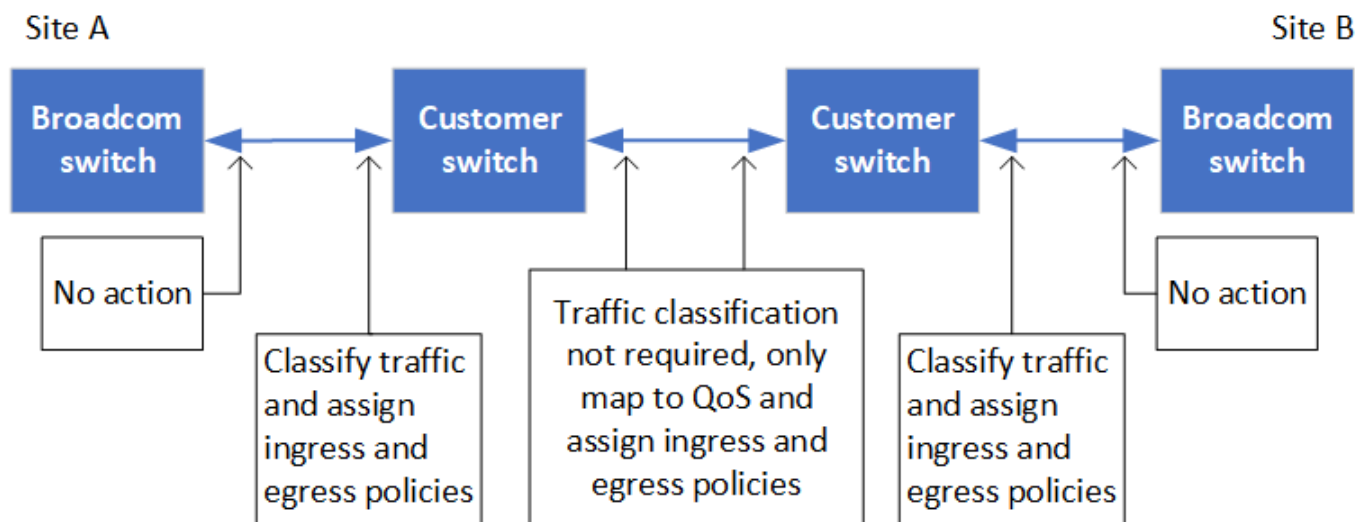 Site A
Site B
Broadcom
switch
Customer
switch
Customer
switch
Broadcom
switch
No action
Classify traffic
and assign
ingress and
egress policies
Traffic classification
not required, only
map to QoS and
assign ingress and
egress policies
Classify traffic
and assign
ingress and
egress policies
No action